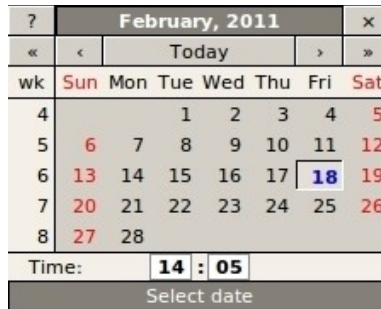 ? February, 2011 ×
« ‹ Today › »
wk Sun Mon Tue Wed Thu Fri Sat
4 1 2 3 4 5
5 6 7 8 9 10 11 12
6 13 14 15 16 17 18 19
7 20 21 22 23 24 25 26
8 27 28
Time: 14 : 05
Select date